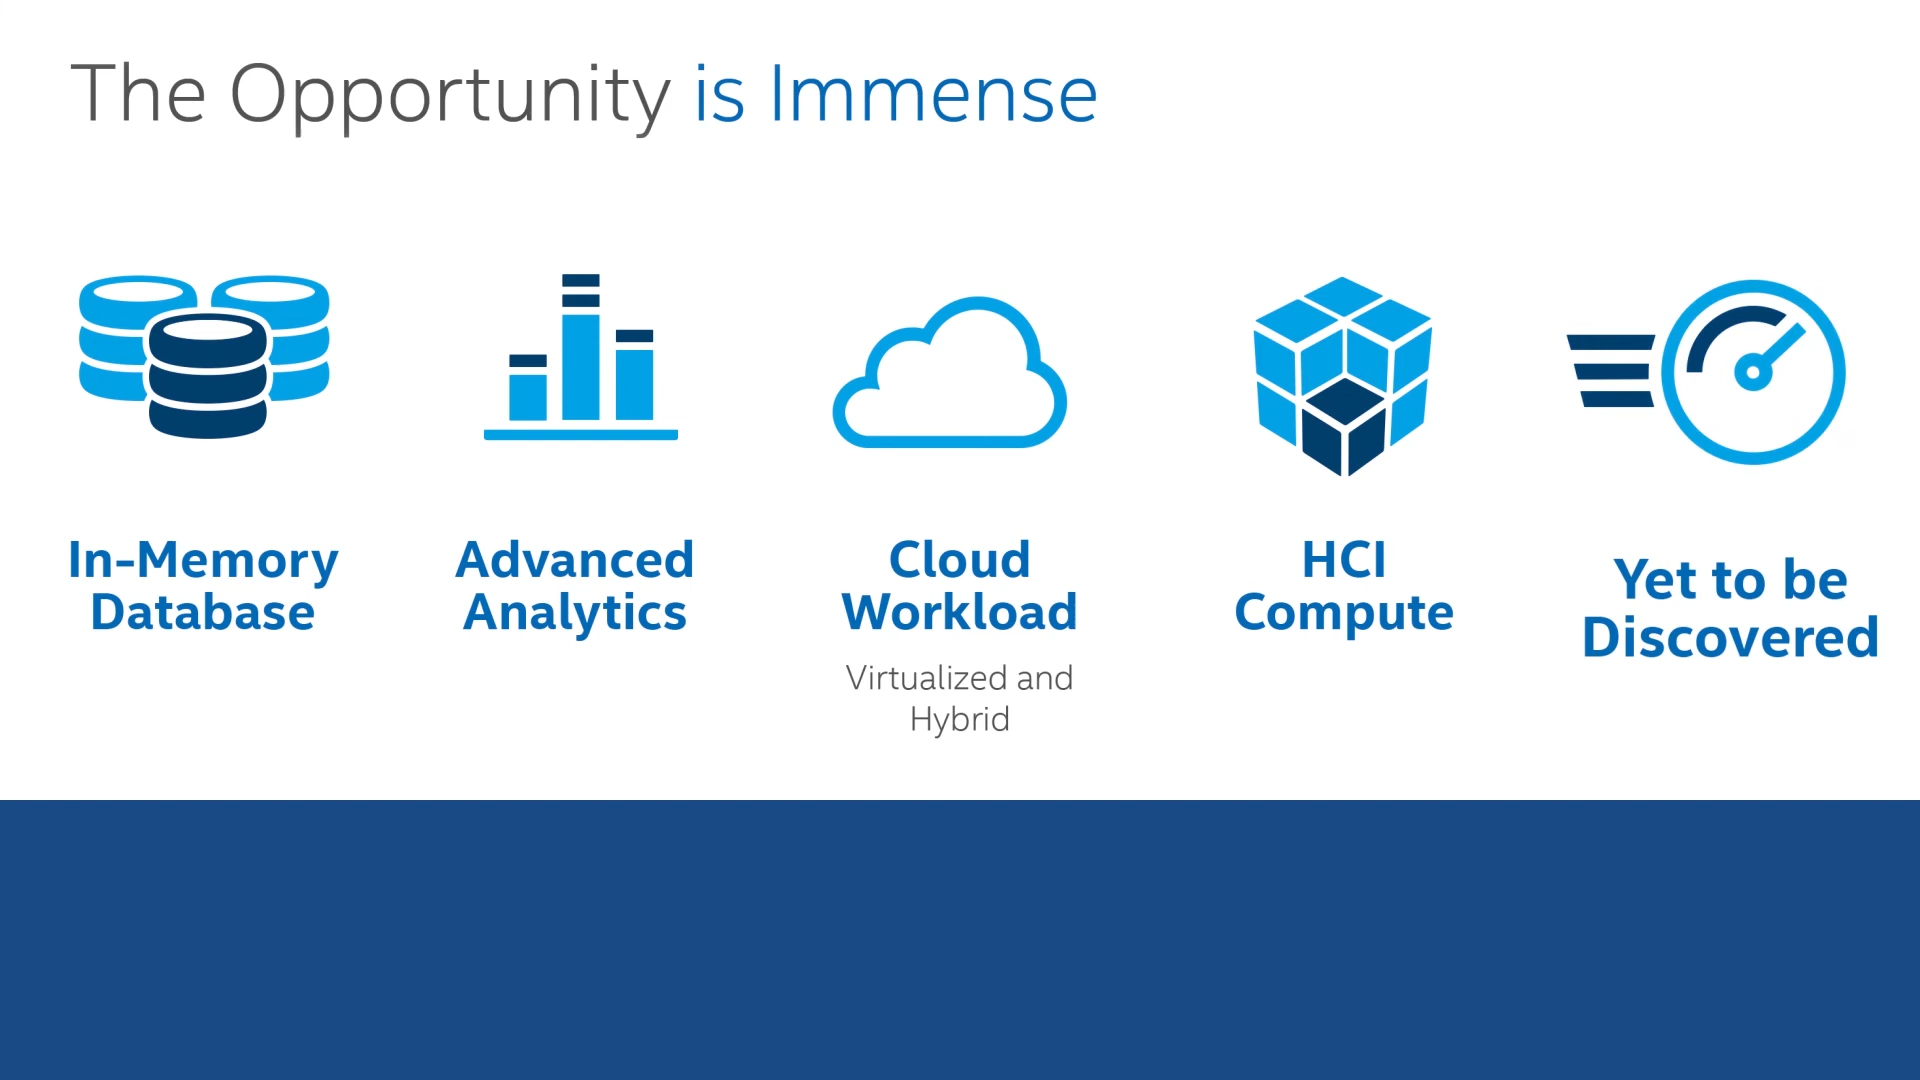 The Opportunity is Immense
In-Memory
Database
Advanced
Analytics
Cloud
Workload
Virtualized and
Hybrid
HCI
Compute
Yet to be
Discovered